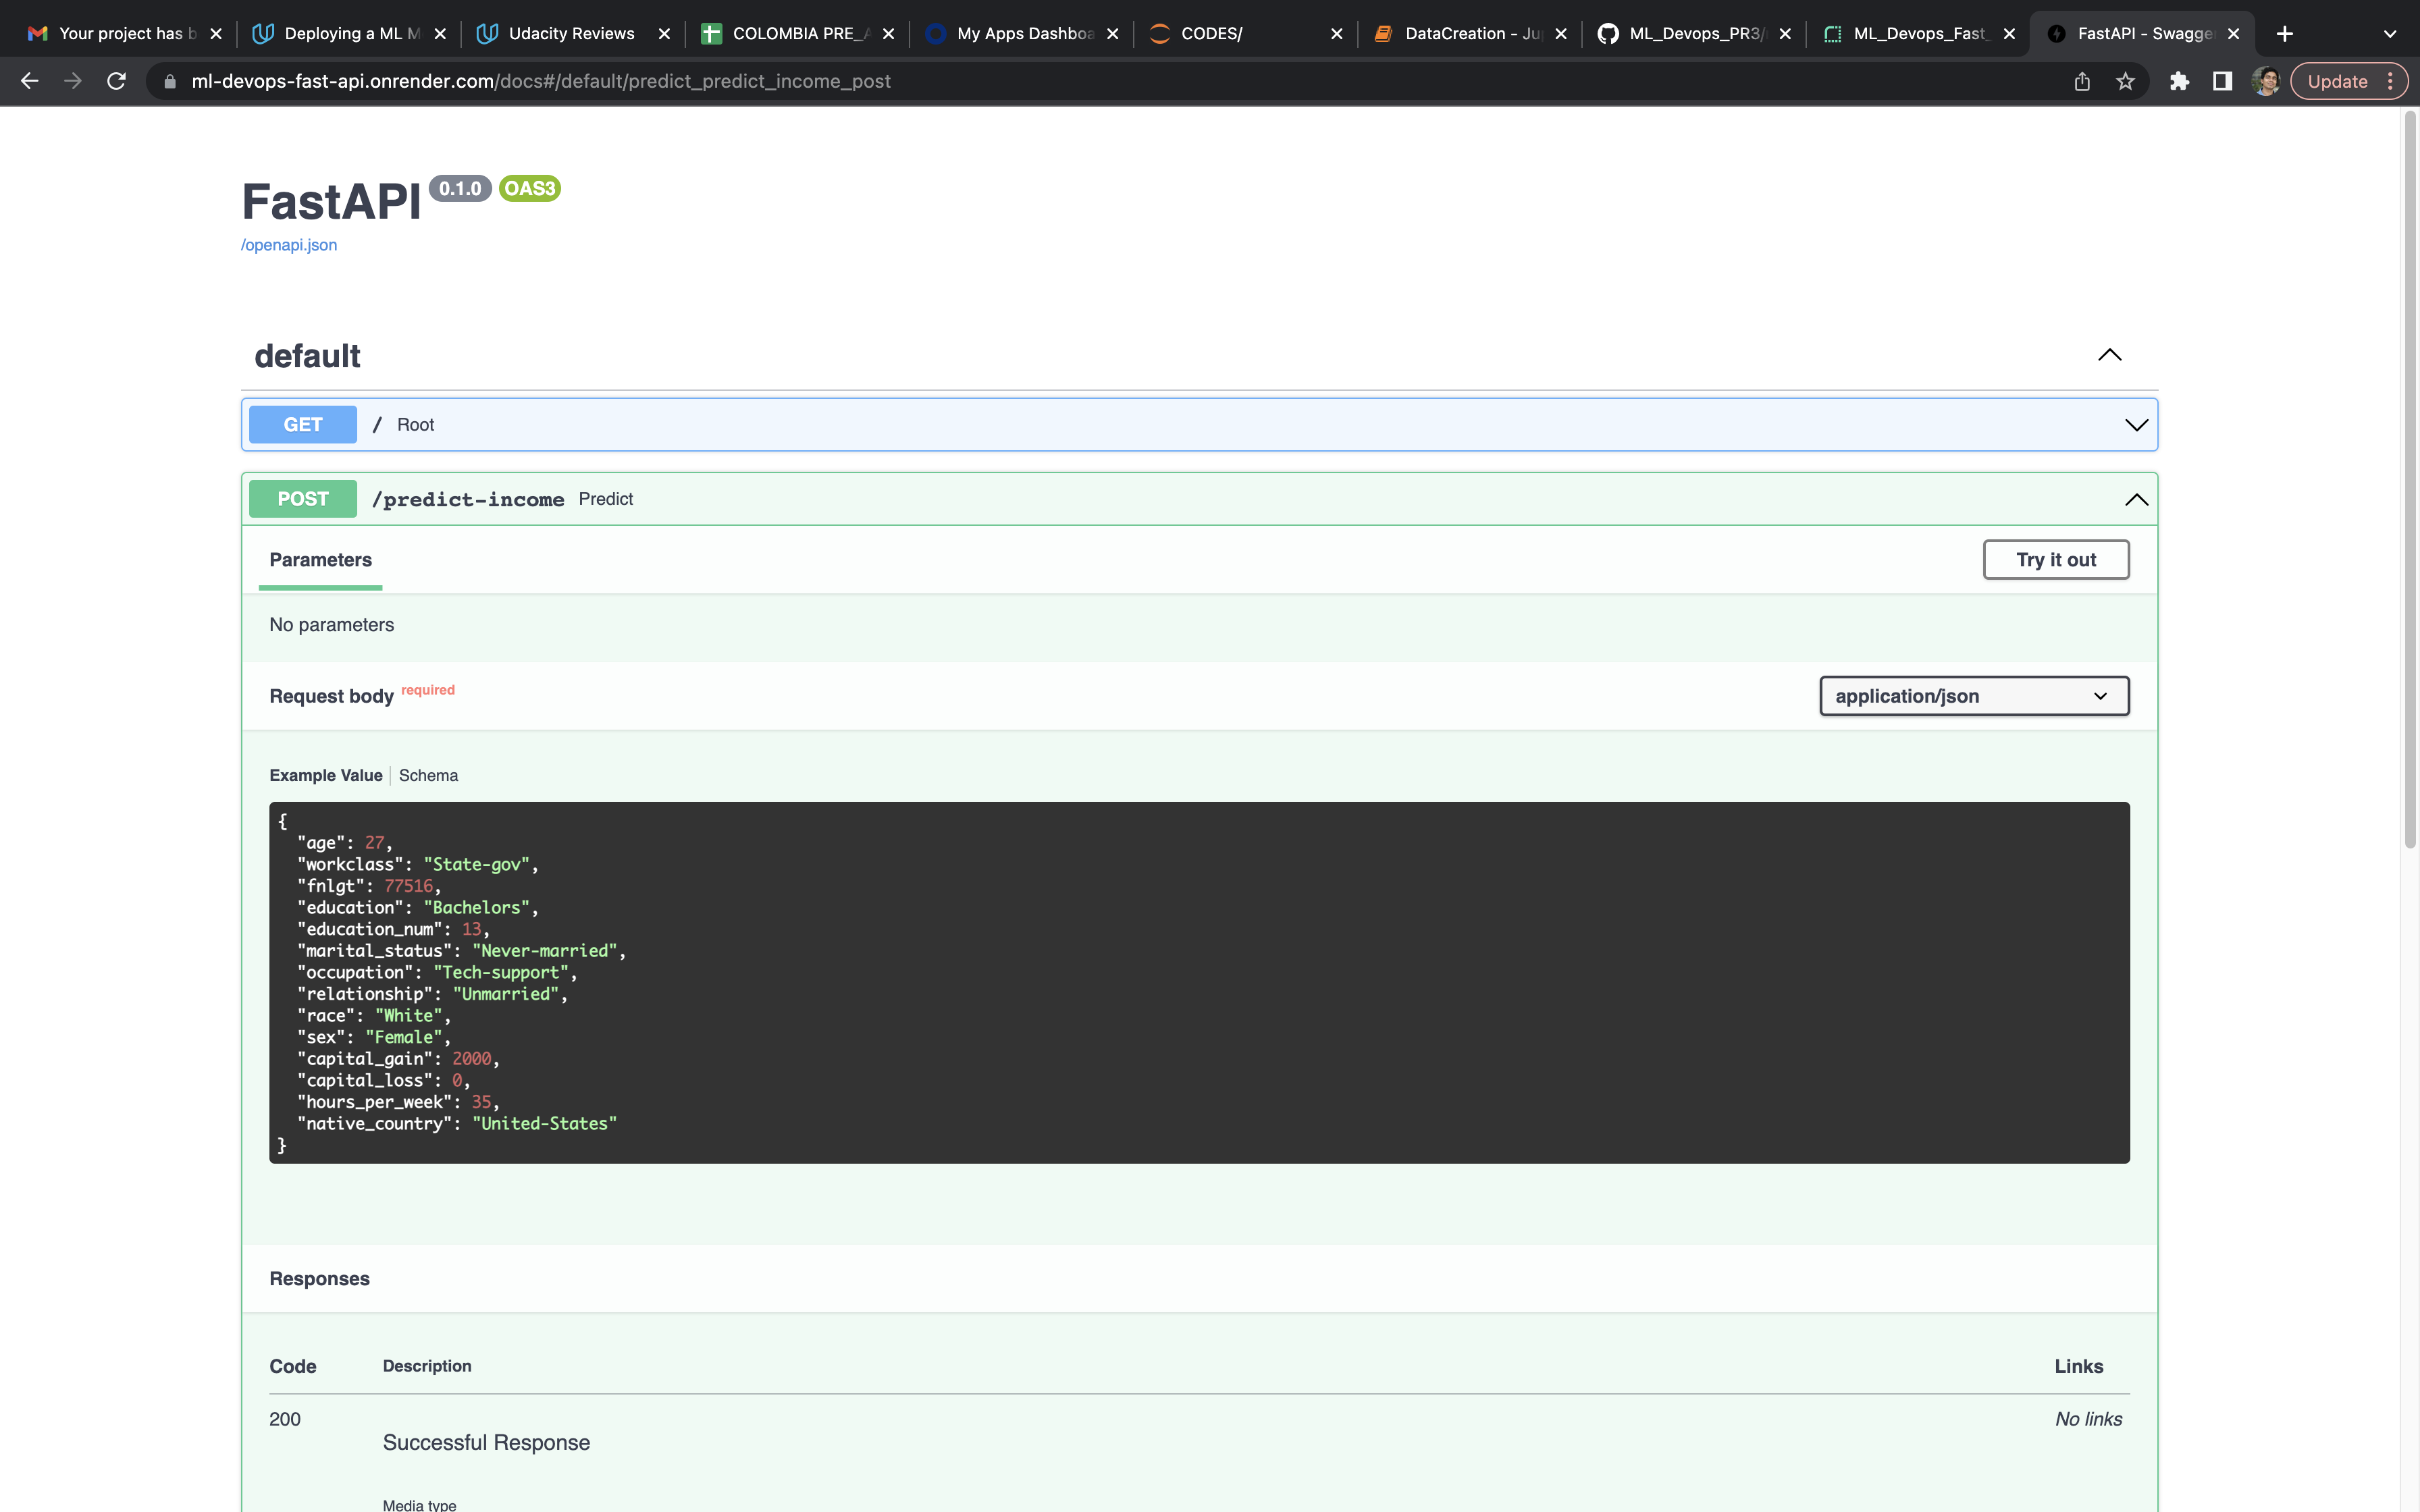 Your project has b
Deploying a ML M
Udacity Reviews
COLOMBIA PRE_A
My Apps Dashboa
CODES/
DataCreation - Ju
ML_Devops_PR3/
ML_Devops_Fast_
FastAPI - Swagge
ml-devops-fast-api.onrender.com/docs#/default/predict_predict_income_post
Update
FastAPI 0.1.0 OAS3
/openapi.json
default
GET / Root
POST /predict-income Predict
Parameters
Try it out
No parameters
Request body required
application/json
Example Value Schema
{
"age": 27,
"workclass": "State-gov",
"fnlgt": 77516,
"education": "Bachelors",
"education_num": 13,
"marital_status": "Never-married",
"occupation": "Tech-support",
"relationship": "Unmarried",
"race": "White",
"sex": "Female",
"capital_gain": 2000,
"capital_loss": 0,
"hours_per_week": 35,
"native_country": "United-States"
}
Responses
Code Description Links
200 No links
Successful Response
Media type